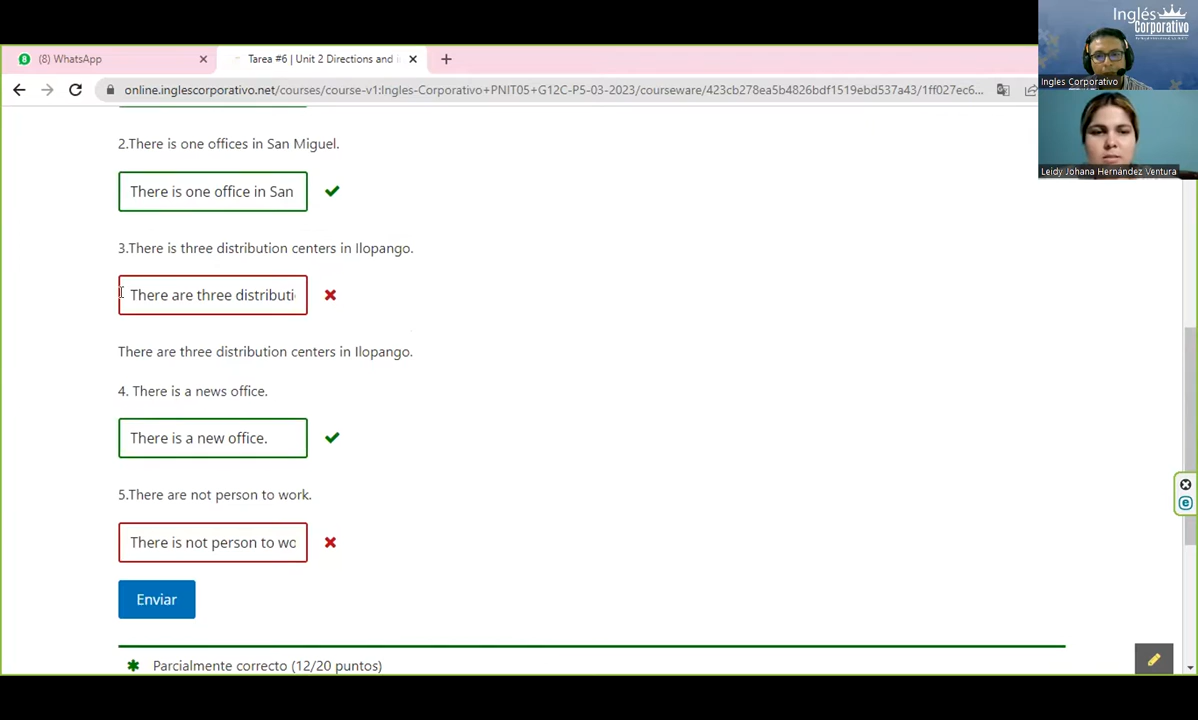 (8) WhatsApp
Tarea #6 | Unit 2 Directions and
online.inglescorporativo.net/courses/course-v1:Ingles-Corporativo+PNIT05+G12C-P5-03-2023/courseware/423cb278ea5b4826bdf1519ebd537a43/1ff027ec6...
Inglés
Corporativo
Ingles Corporativo
Leidy Johana Hernández Ventura
2.There is one offices in San Miguel.
There is one office in San
3.There is three distribution centers in Ilopango.
There are three distributi
There are three distribution centers in Ilopango.
4. There is a news office.
There is a new office.
5.There are not person to work.
There is not person to wo
Enviar
Parcialmente correcto (12/20 puntos)